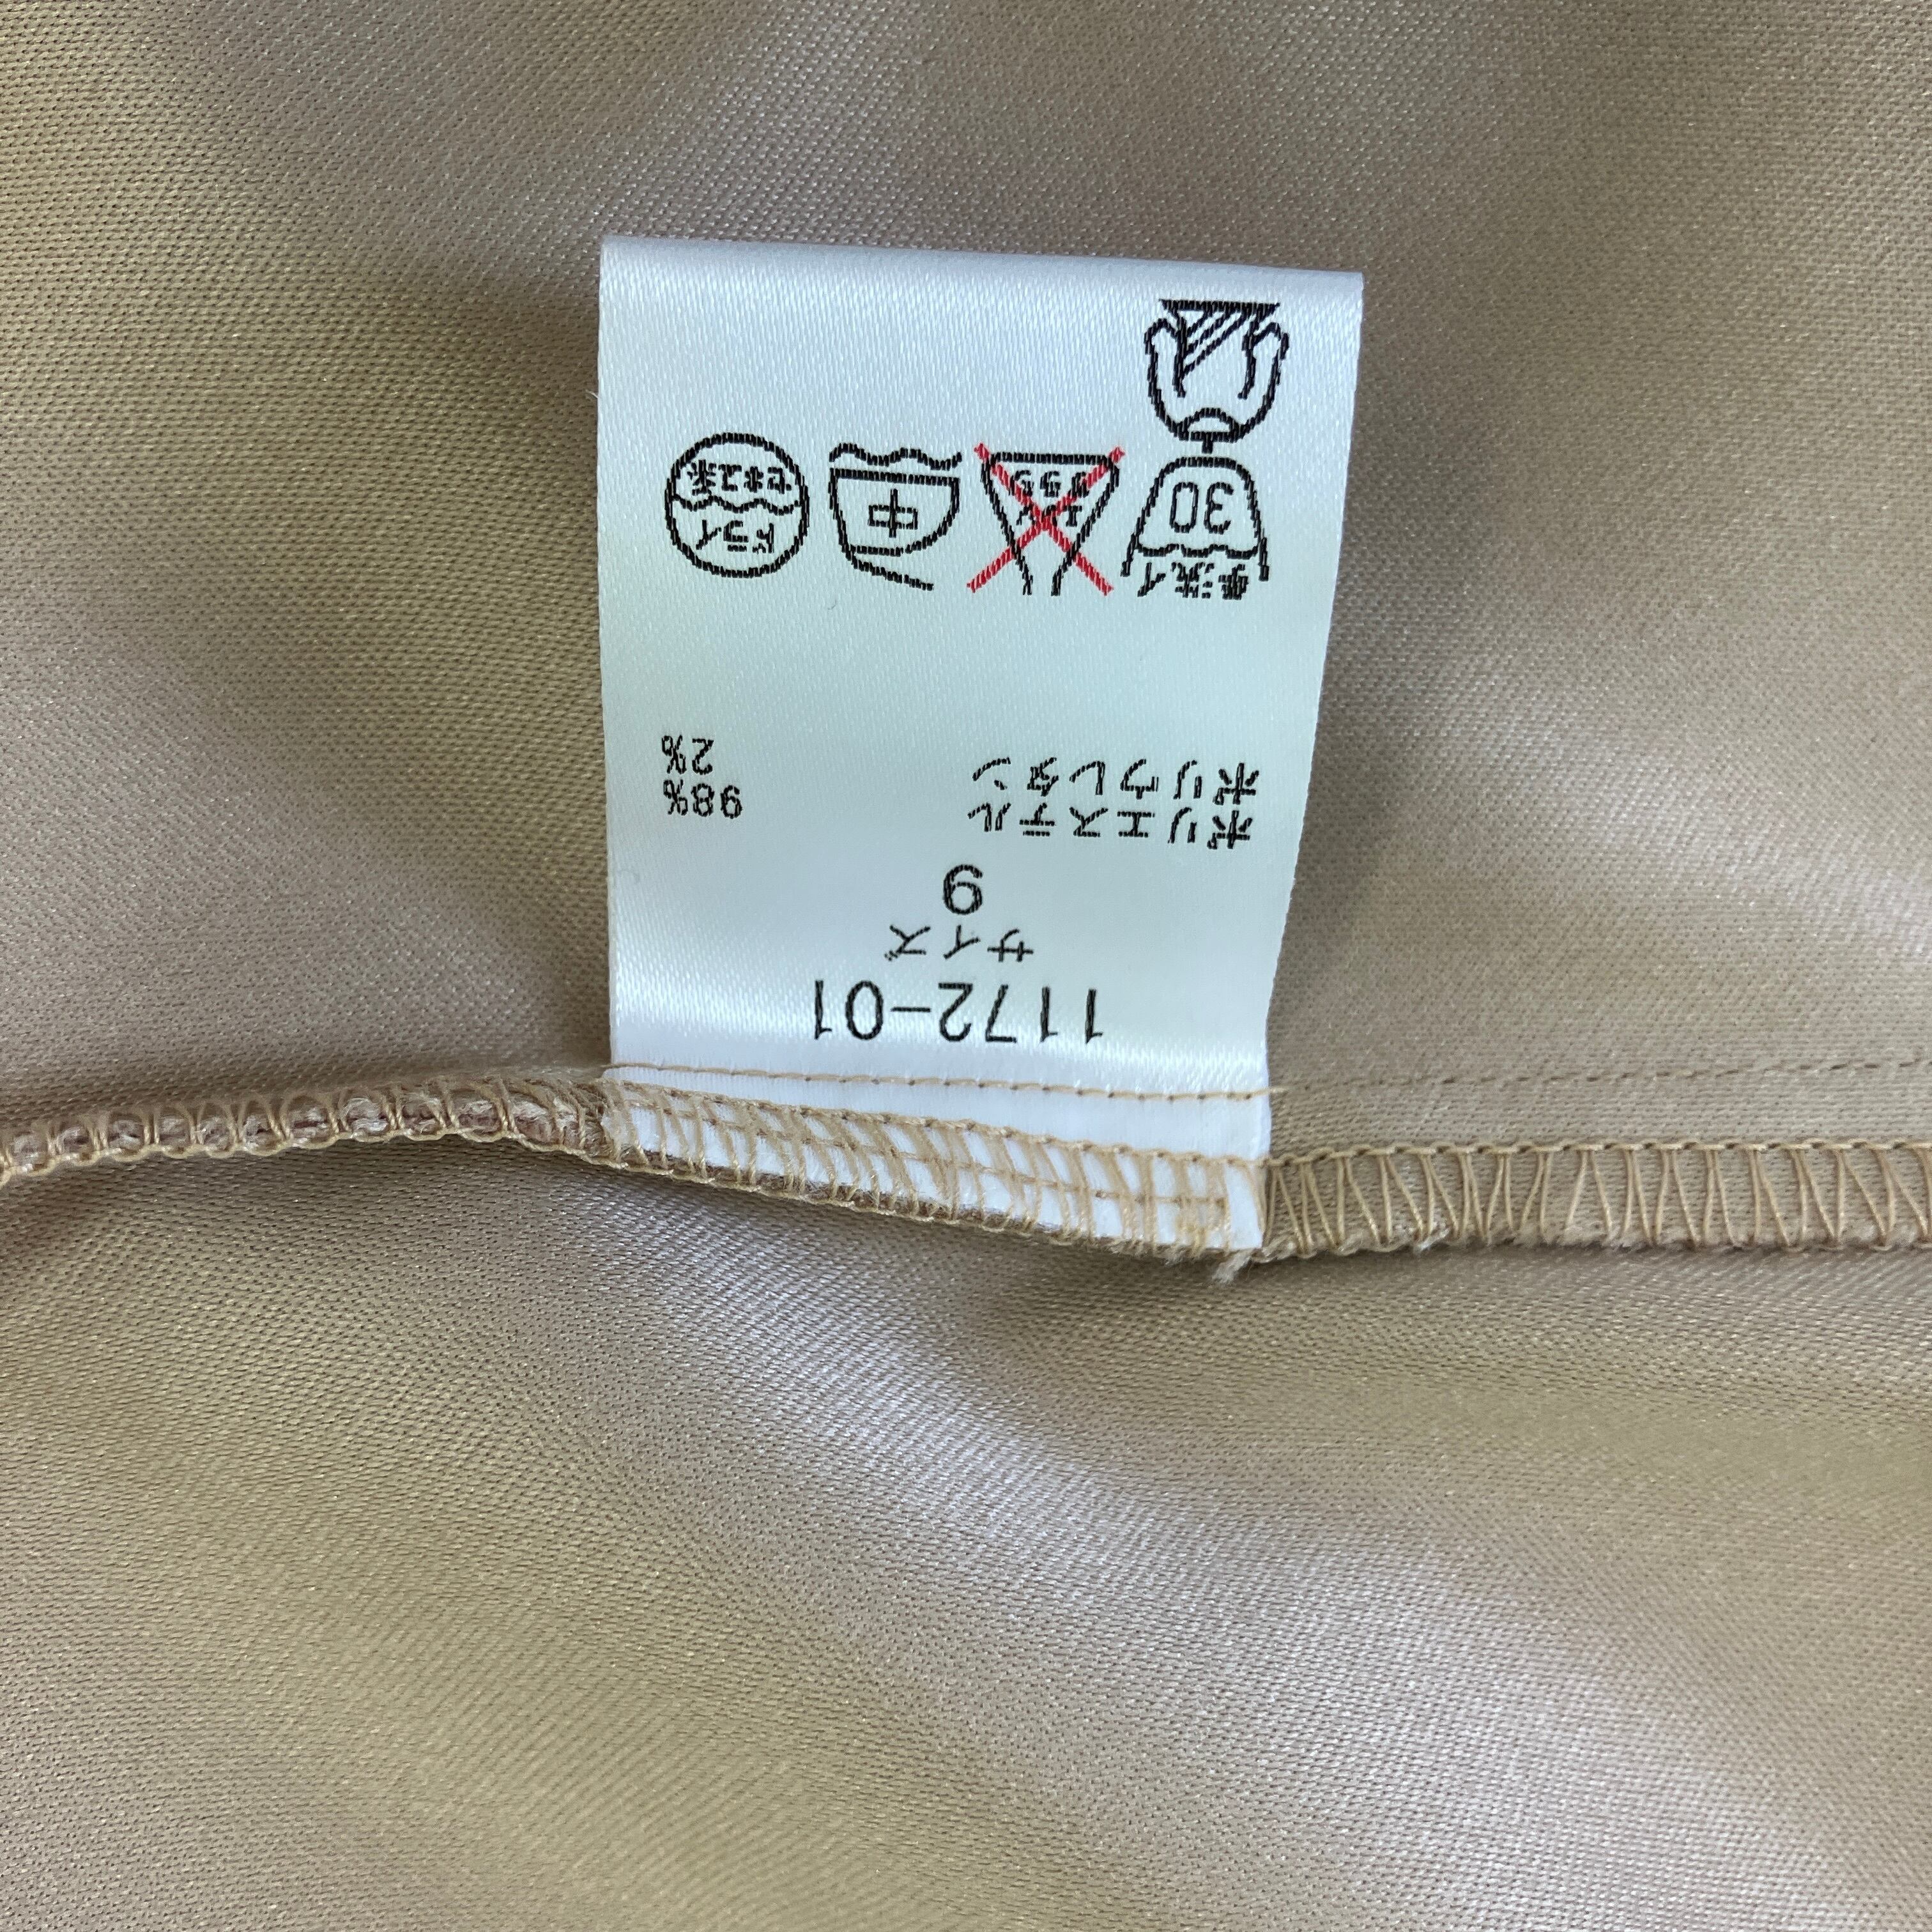 1172-01
サイズ
9
ポリエステル 98%
ポリウレタン 2%
手洗イ
30
中
ドライ
セキユ系